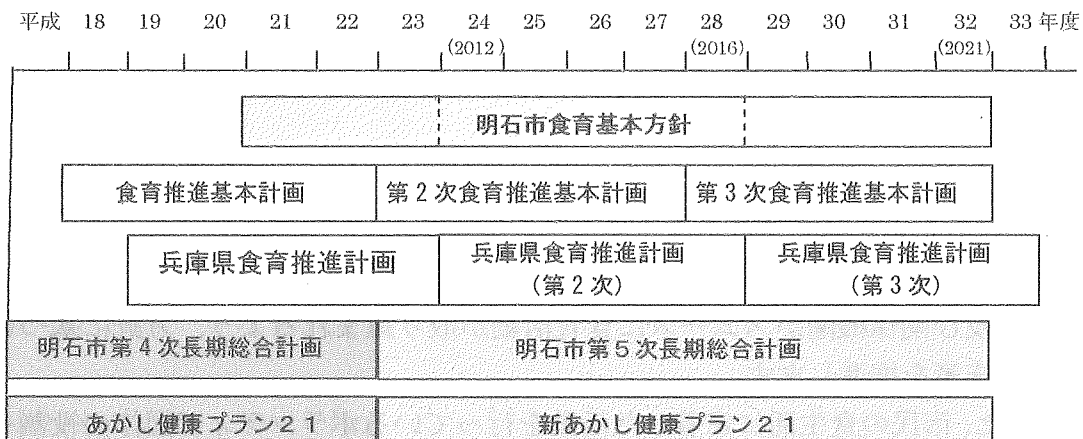 平成 18 19 20 21 22 23 24 25 26 27 28 29 30 31 32 33 年度
(2012) (2016) (2021)
明石市食育基本方針
食育推進基本計画 第2次食育推進基本計画 第3次食育推進基本計画
兵庫県食育推進計画 兵庫県食育推進計画 兵庫県食育推進計画
(第2次) (第3次)
明石市第4次長期総合計画 明石市第5次長期総合計画
あかし健康プラン21 新あかし健康プラン21